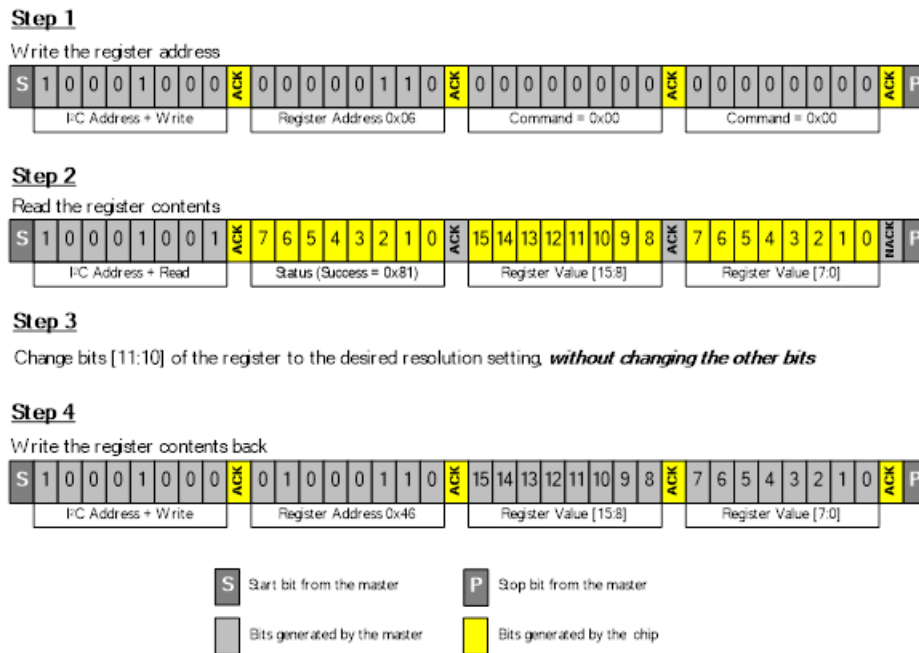 Step 1
Write the register address
S 1 0 0 0 1 0 0 0 ACK 0 0 0 0 0 1 1 0 ACK 0 0 0 0 0 0 0 0 ACK 0 0 0 0 0 0 0 0 ACK P
I²C Address + Write Register Address 0x06 Command = 0x00 Command = 0x00
Step 2
Read the register contents
S 1 0 0 0 1 0 0 1 ACK 7 6 5 4 3 2 1 0 ACK 15 14 13 12 11 10 9 8 ACK 7 6 5 4 3 2 1 0 NACK P
I²C Address + Read Status (Success = 0x81) Register Value [15:8] Register Value [7:0]
Step 3
Change bits [11:10] of the register to the desired resolution setting, without changing the other bits
Step 4
Write the register contents back
S 1 0 0 0 1 0 0 0 ACK 0 1 0 0 0 1 1 0 ACK 15 14 13 12 11 10 9 8 ACK 7 6 5 4 3 2 1 0 ACK P
I²C Address + Write Register Address 0x46 Register Value [15:8] Register Value [7:0]
S Start bit from the master P Stop bit from the master
Bits generated by the master Bits generated by the chip